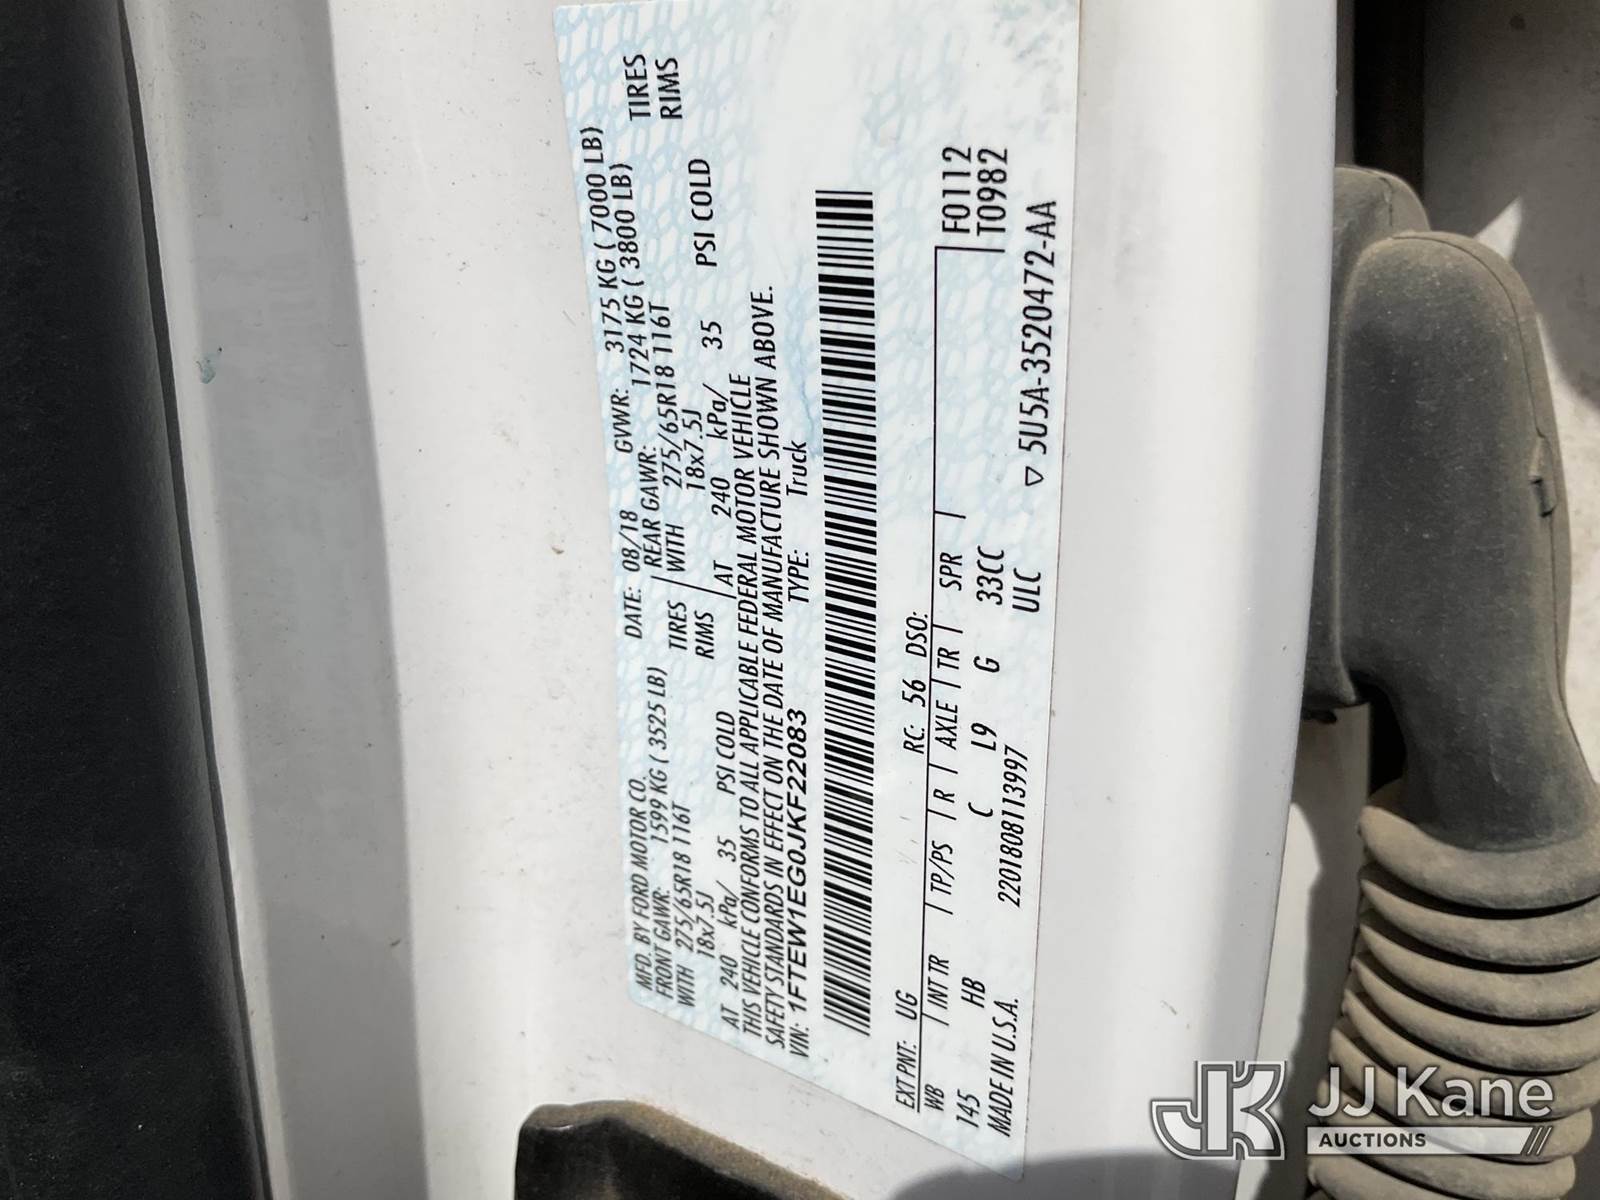 MFD. BY FORD MOTOR CO.
DATE: 08/18 GVWR: 3175 KG ( 7000 LB)
FRONT GAWR: 1599 KG ( 3525 LB)
REAR GAWR: 1724 KG ( 3800 LB)
WITH 275/65R18 116T TIRES
WITH 275/65R18 116T TIRES
18x7.5J RIMS
18x7.5J RIMS
AT 240 kPa/ 35 PSI COLD
AT 240 kPa/ 35 PSI COLD
THIS VEHICLE CONFORMS TO ALL APPLICABLE FEDERAL MOTOR VEHICLE
SAFETY STANDARDS IN EFFECT ON THE DATE OF MANUFACTURE SHOWN ABOVE.
VIN: 1FTEW1EG0JKF22083 TYPE: Truck
EXT PNT: UG RC: 56 DSO:
WB INT TR TP/PS R AXLE TR SPR F0112
145 HB C L9 G 33CC T0982
MADE IN U.S.A. 2201808113997 ULC
▽ 5U5A-3520472-AA
JK JJ Kane
AUCTIONS